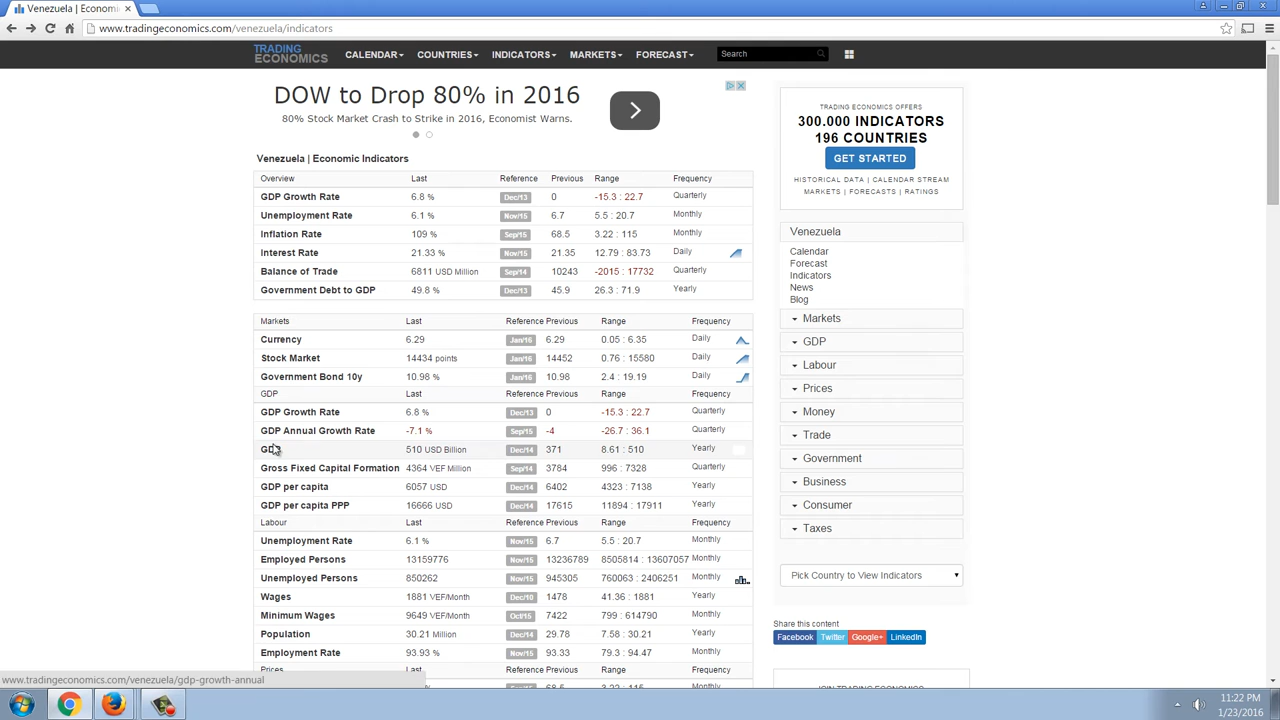 Venezuela | Economi
www.tradingeconomics.com/venezuela/indicators
TRADING ECONOMICS
CALENDAR COUNTRIES INDICATORS MARKETS FORECAST Search
DOW to Drop 80% in 2016
80% Stock Market Crash to Strike in 2016, Economist Warns.
Venezuela | Economic Indicators
Overview Last Reference Previous Range Frequency
GDP Growth Rate 6.8 % Dec/13 0 -15.3 : 22.7 Quarterly
Unemployment Rate 6.1 % Nov/15 6.7 5.5 : 20.7 Monthly
Inflation Rate 109 % Sep/15 68.5 3.22 : 115 Monthly
Interest Rate 21.33 % Nov/15 21.35 12.79 : 83.73 Daily
Balance of Trade 6811 USD Million Sep/14 10243 -2015 : 17732 Quarterly
Government Debt to GDP 49.8 % Dec/13 45.9 26.3 : 71.9 Yearly
Markets Last Reference Previous Range Frequency
Currency 6.29 Jan/16 6.29 0.05 : 6.35 Daily
Stock Market 14434 points Jan/16 14452 0.76 : 15580 Daily
Government Bond 10y 10.98 % Jan/16 10.98 2.4 : 19.19 Daily
GDP Last Reference Previous Range Frequency
GDP Growth Rate 6.8 % Dec/13 0 -15.3 : 22.7 Quarterly
GDP Annual Growth Rate -7.1 % Sep/15 -4 -26.7 : 36.1 Quarterly
GDP 510 USD Billion Dec/14 371 8.61 : 510 Yearly
Gross Fixed Capital Formation 4364 VEF Million Sep/14 3784 996 : 7328 Quarterly
GDP per capita 6057 USD Dec/14 6402 4323 : 7138 Yearly
GDP per capita PPP 16666 USD Dec/14 17615 11894 : 17911 Yearly
Labour Last Reference Previous Range Frequency
Unemployment Rate 6.1 % Nov/15 6.7 5.5 : 20.7 Monthly
Employed Persons 13159776 Nov/15 13236789 8505814 : 13607057 Monthly
Unemployed Persons 850262 Nov/15 945305 760063 : 2406251 Monthly
Wages 1881 VEF/Month Dec/10 1478 41.36 : 1881 Yearly
Minimum Wages 9649 VEF/Month Oct/15 7422 799 : 614790 Monthly
Population 30.21 Million Dec/14 29.78 7.58 : 30.21 Yearly
Employment Rate 93.93 % Nov/15 93.33 79.3 : 94.47 Monthly
Prices Last Reference Previous Range Frequency
www.tradingeconomics.com/venezuela/gdp-growth-annual
TRADING ECONOMICS OFFERS
300.000 INDICATORS
196 COUNTRIES
GET STARTED
HISTORICAL DATA | CALENDAR STREAM
MARKETS | FORECASTS | RATINGS
Venezuela
Calendar
Forecast
Indicators
News
Blog
Markets
GDP
Labour
Prices
Money
Trade
Government
Business
Consumer
Taxes
Pick Country to View Indicators
Share this content
Facebook Twitter Google+ LinkedIn
JOIN TRADING ECONOMICS
11:22 PM
1/23/2016